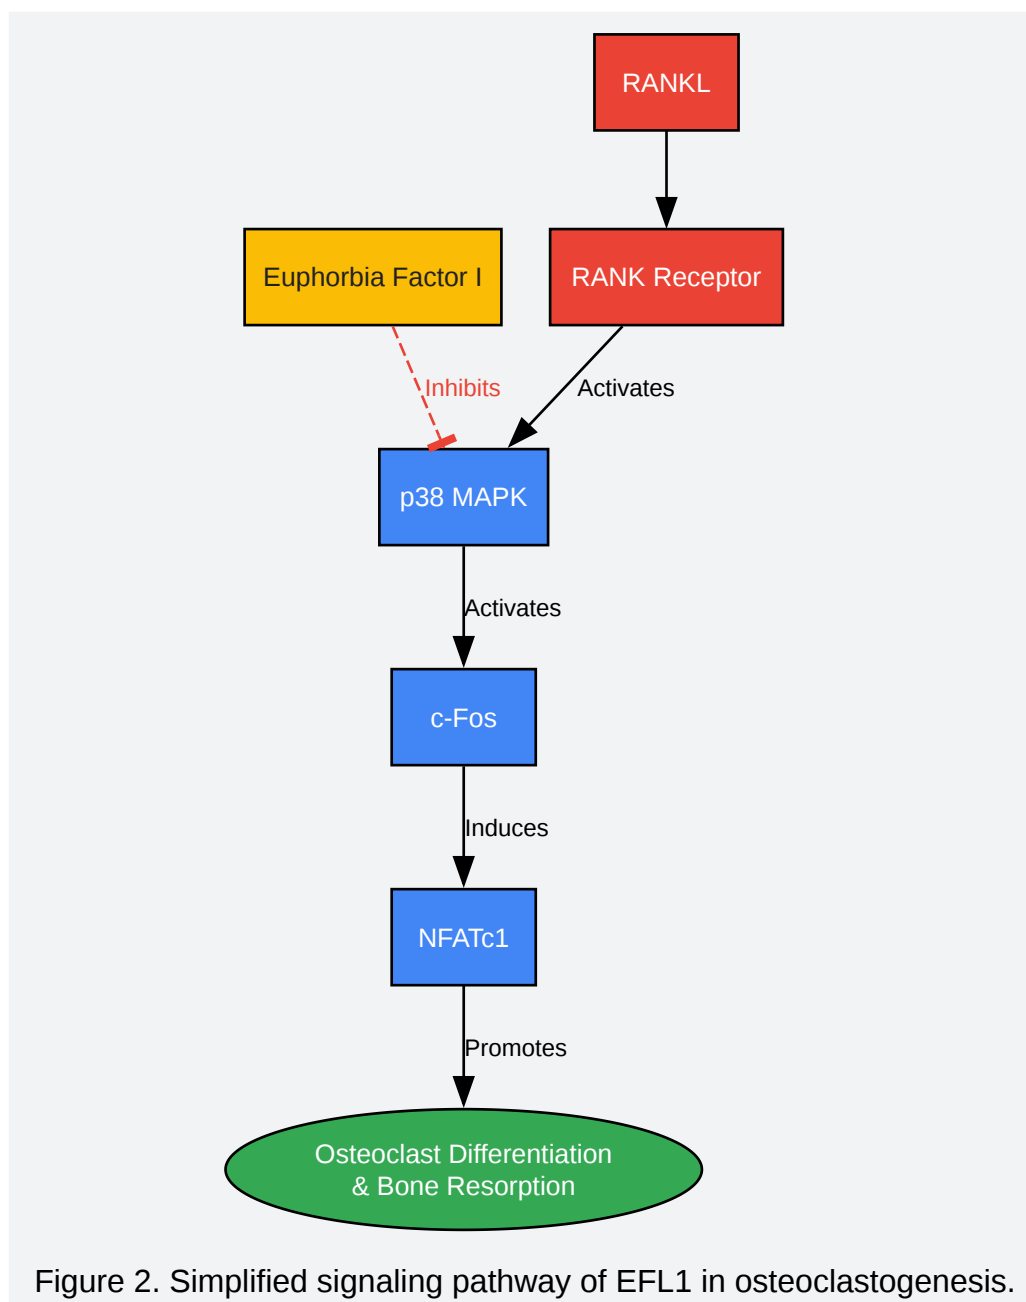 RANKL
Euphorbia Factor I
RANK Receptor
Inhibits
Activates
p38 MAPK
Activates
c-Fos
Induces
NFATc1
Promotes
Osteoclast Differentiation
& Bone Resorption
Figure 2. Simplified signaling pathway of EFL1 in osteoclastogenesis.